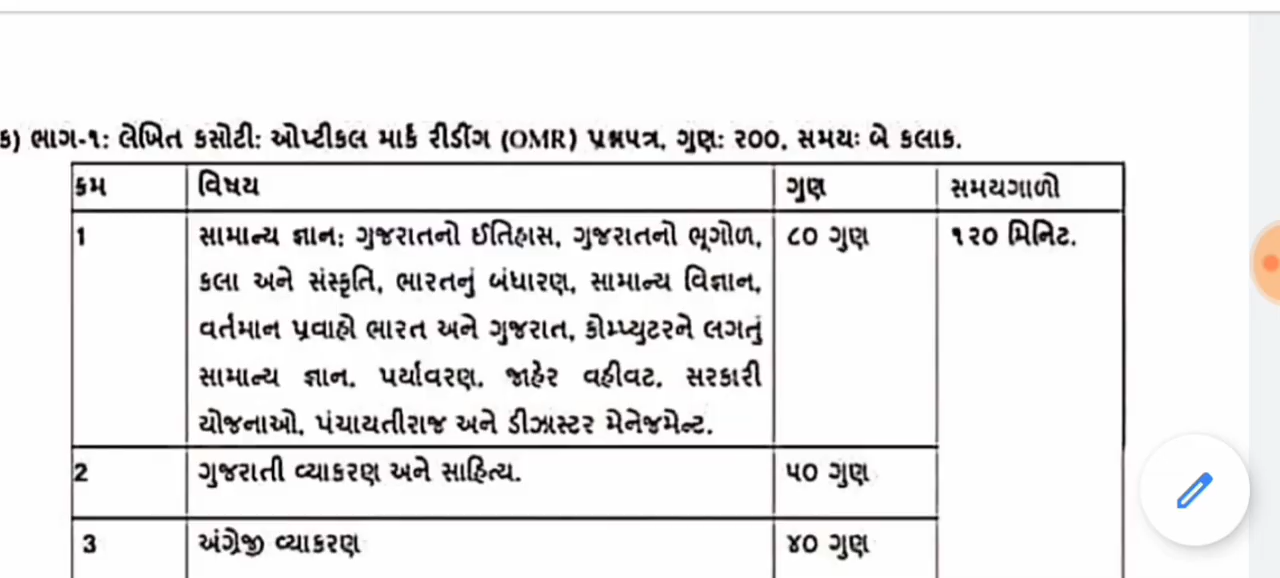 ક) ભાગ-૧: લેખિત કસોટી: ઓપ્ટીકલ માર્ક રીડીંગ (OMR) પ્રશ્નપત્ર, ગુણ: ૨૦૦, સમયઃ બે કલાક.
ક્રમ વિષય ગુણ સમયગાળો
1 સામાન્ય જ્ઞાન: ગુજરાતનો ઈતિહાસ, ગુજરાતનો ભૂગોળ, ૮૦ ગુણ ૧૨૦ મિનિટ.
કલા અને સંસ્કૃતિ, ભારતનું બંધારણ, સામાન્ય વિજ્ઞાન,
વર્તમાન પ્રવાહો ભારત અને ગુજરાત, કોમ્પ્યુટરને લગતું
સામાન્ય જ્ઞાન, પર્યાવરણ, જાહેર વહીવટ, સરકારી
યોજનાઓ, પંચાયતીરાજ અને ડીઝાસ્ટર મેનેજમેન્ટ.
2 ગુજરાતી વ્યાકરણ અને સાહિત્ય. ૫૦ ગુણ
3 અંગ્રેજી વ્યાકરણ ૪૦ ગુણ